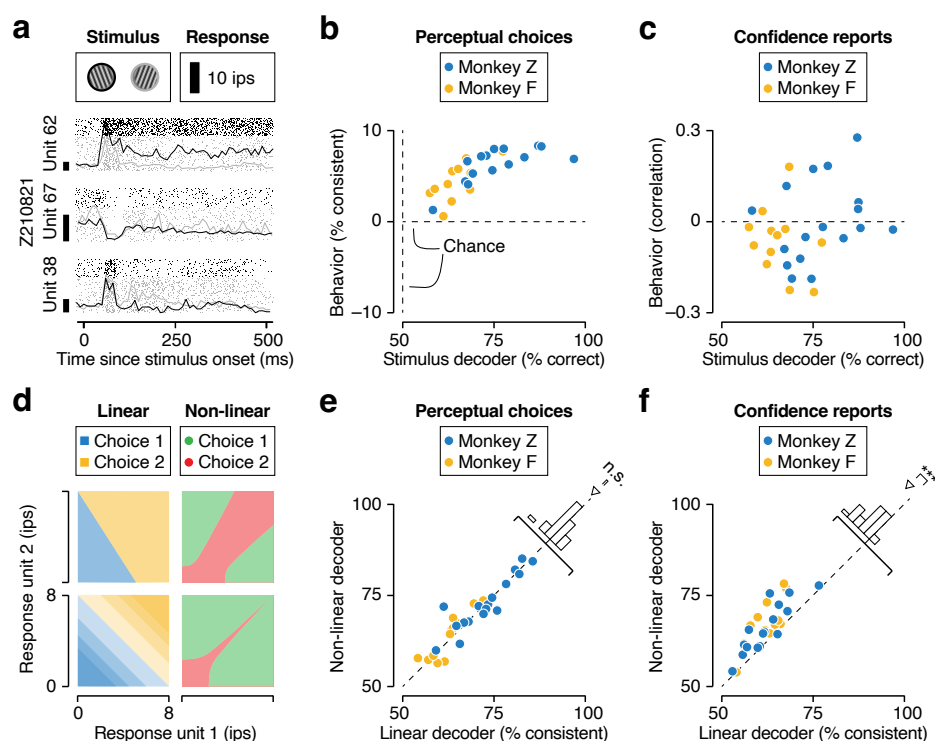 a
Stimulus
Response
10 ips
Z210821
Unit 62
Unit 67
Unit 38
0
250
500
Time since stimulus onset (ms)
b
Perceptual choices
Monkey Z
Monkey F
Behavior (% consistent)
10
0
−10
Chance
50
75
100
Stimulus decoder (% correct)
c
Confidence reports
Monkey Z
Monkey F
Behavior (correlation)
0.3
0
−0.3
50
75
100
Stimulus decoder (% correct)
d
Linear
Non-linear
Choice 1
Choice 2
Choice 1
Choice 2
Response unit 2 (ips)
8
0
0
8
Response unit 1 (ips)
e
Perceptual choices
Monkey Z
Monkey F
n.s.
Non-linear decoder
100
75
50
50
75
100
Linear decoder (% consistent)
f
Confidence reports
Monkey Z
Monkey F
***
Non-linear decoder
100
75
50
50
75
100
Linear decoder (% consistent)